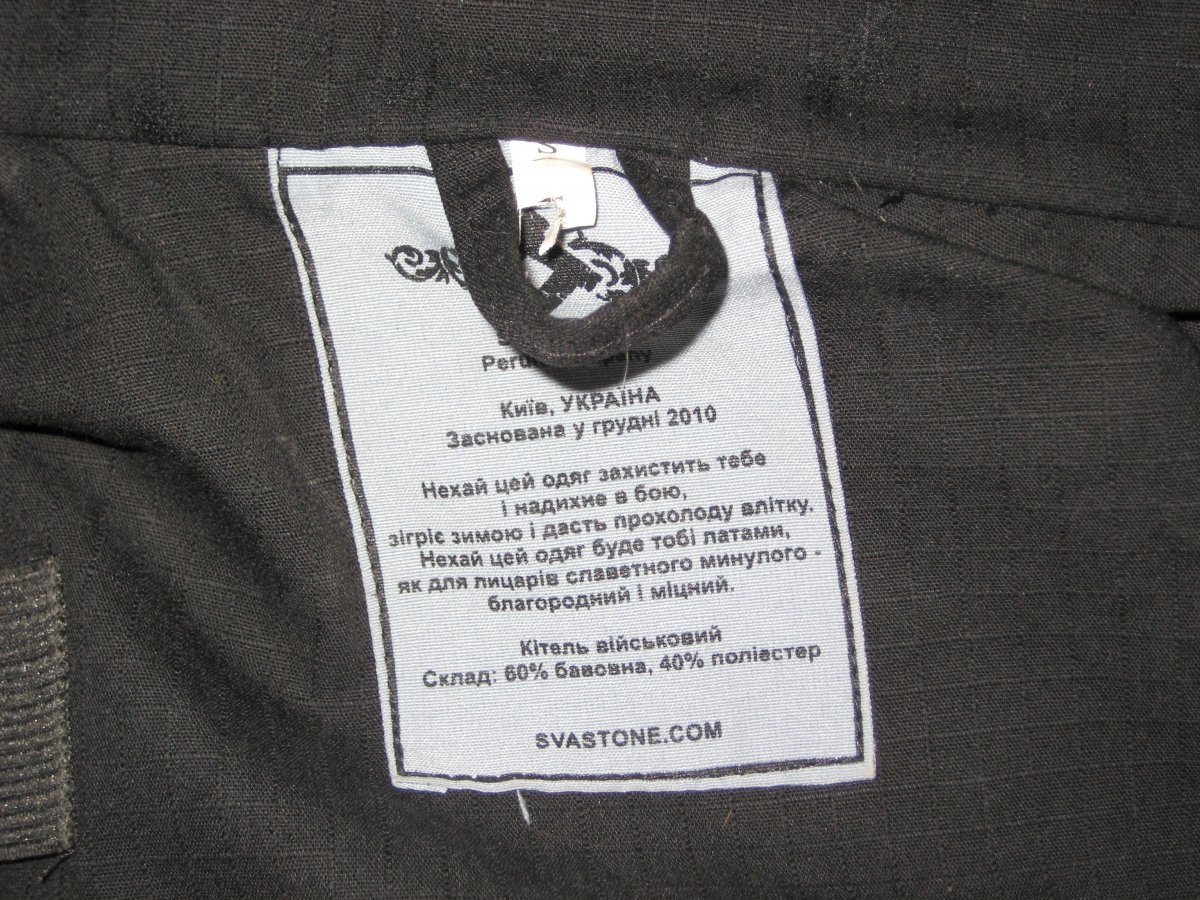 S
Київ, УКРАЇНА
Заснована у грудні 2010
Нехай цей одяг захистить тебе
і надихне в бою,
зігріє зимою і дасть прохолоду влітку.
Нехай цей одяг буде тобі латами,
як для лицарів славетного минулого -
благородний і міцний.
Кітель військовий
Склад: 60% бавовна, 40% поліестер
SVASTONE.COM